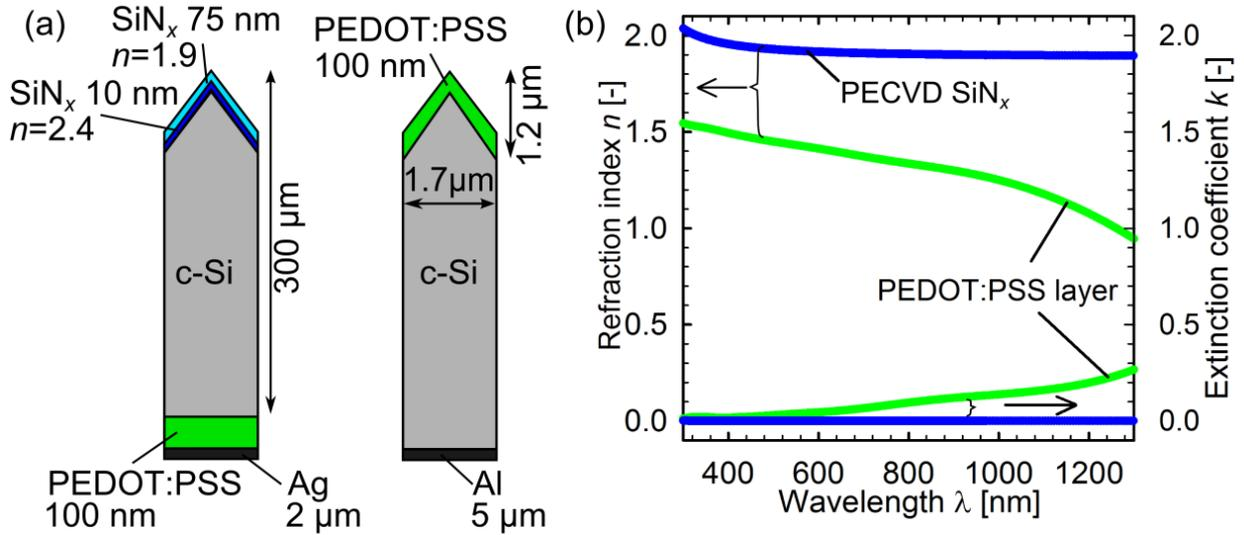 (a)
SiNₓ 75 nm
n=1.9
SiNₓ 10 nm
n=2.4
c-Si
300 µm
PEDOT:PSS
100 nm
Ag
2 µm
PEDOT:PSS
100 nm
1.2 µm
1.7µm
c-Si
Al
5 µm
(b)
Refraction index n [-]
2.0
1.5
1.0
0.5
0.0
PECVD SiNₓ
PEDOT:PSS layer
2.0
1.5
1.0
0.5
0.0
Extinction coefficient k [-]
400 600 800 1000 1200
Wavelength λ [nm]